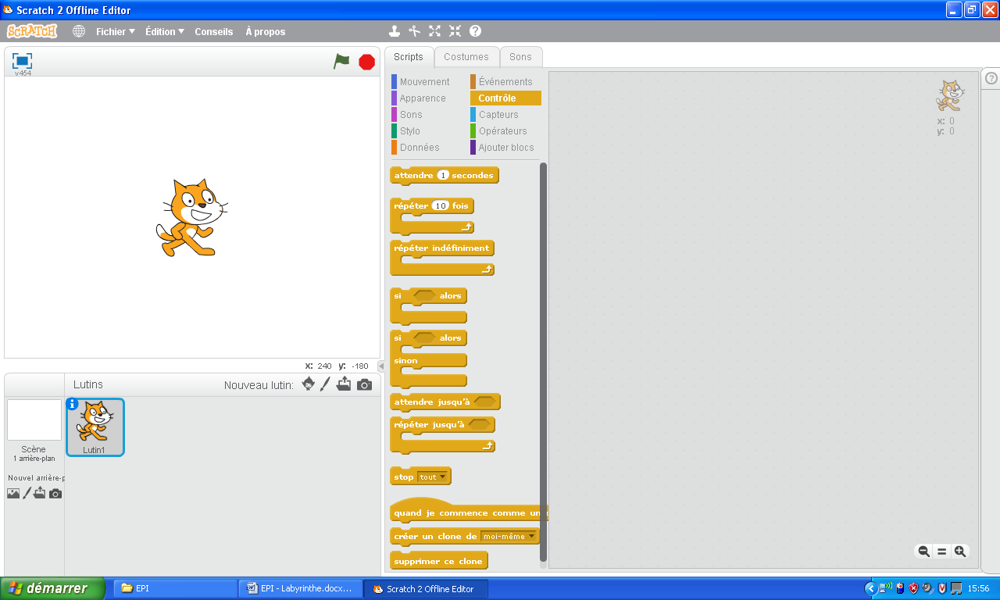 Scratch 2 Offline Editor
SCRATCH Fichier Édition Conseils À propos
v454
Scripts Costumes Sons
Mouvement Événements
Apparence Contrôle
Sons Capteurs
Stylo Opérateurs
Données Ajouter blocs
x: 0
y: 0
attendre 1 secondes
répéter 10 fois
répéter indéfiniment
si alors
si alors
sinon
attendre jusqu'à
répéter jusqu'à
stop tout
quand je commence comme un
créer un clone de moi-même
supprimer ce clone
x: 240 y: -180
Lutins Nouveau lutin:
Scène
1 arrière-plan
Nouvel arrière-p
Lutin1
démarrer EPI EPI - Labyrinthe.docx... Scratch 2 Offline Editor 15:56